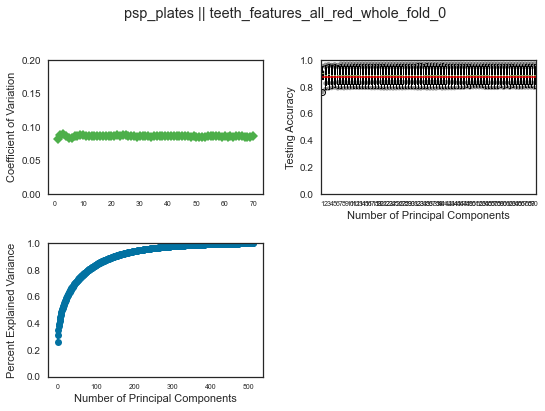 psp_plates || teeth_features_all_red_whole_fold_0
0.20
0.15
0.10
0.05
0.00
Coefficient of Variation
0 10 20 30 40 50 60 70
1.0
0.8
0.6
0.4
0.2
0.0
Testing Accuracy
Number of Principal Components
1.0
0.8
0.6
0.4
0.2
0.0
Percent Explained Variance
0 100 200 300 400 500
Number of Principal Components